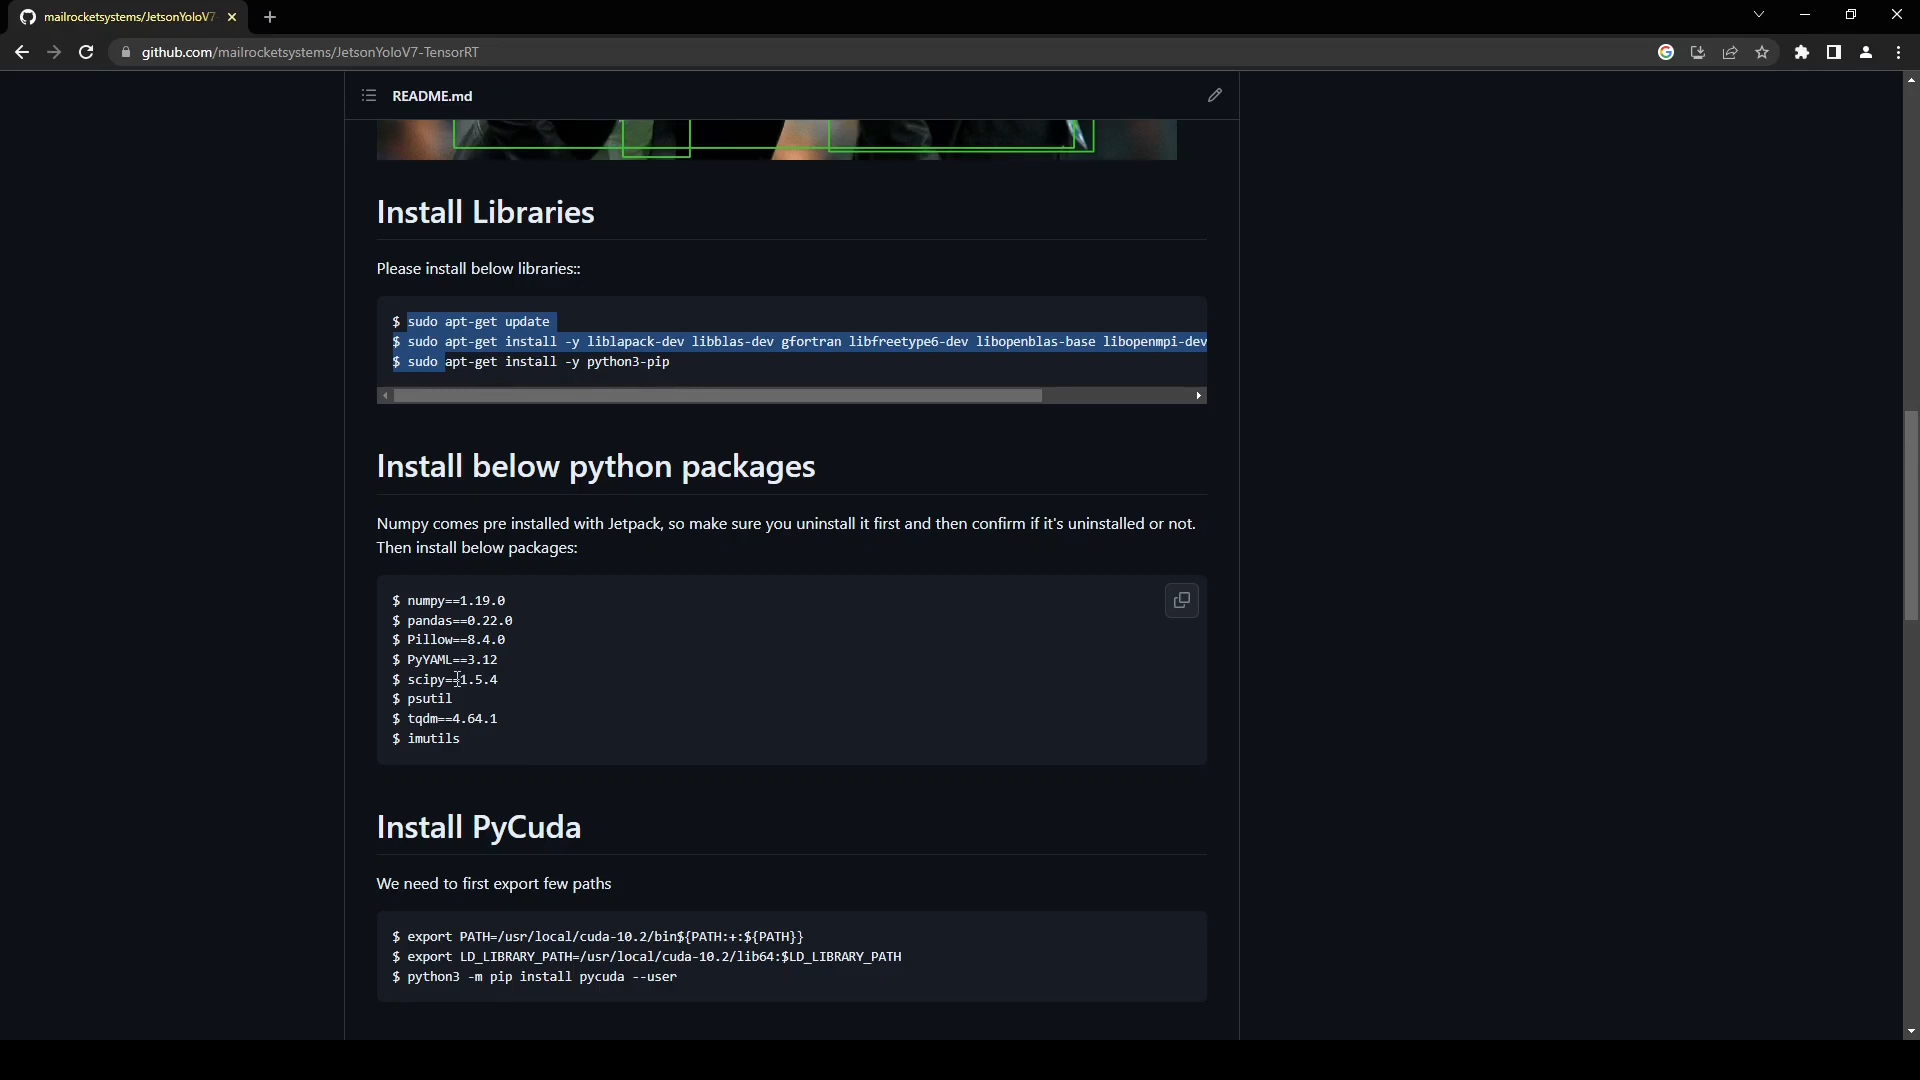 mailrocketsystems/JetsonYoloV7
github.com/mailrocketsystems/JetsonYoloV7-TensorRT
README.md
Install Libraries
Please install below libraries::
$ sudo apt-get update
$ sudo apt-get install -y liblapack-dev libblas-dev gfortran libfreetype6-dev libopenblas-base libopenmpi-dev
$ sudo apt-get install -y python3-pip
Install below python packages
Numpy comes pre installed with Jetpack, so make sure you uninstall it first and then confirm if it's uninstalled or not.
Then install below packages:
$ numpy==1.19.0
$ pandas==0.22.0
$ Pillow==8.4.0
$ PyYAML==3.12
$ scipy==1.5.4
$ psutil
$ tqdm==4.64.1
$ imutils
Install PyCuda
We need to first export few paths
$ export PATH=/usr/local/cuda-10.2/bin${PATH:+:${PATH}}
$ export LD_LIBRARY_PATH=/usr/local/cuda-10.2/lib64:$LD_LIBRARY_PATH
$ python3 -m pip install pycuda --user